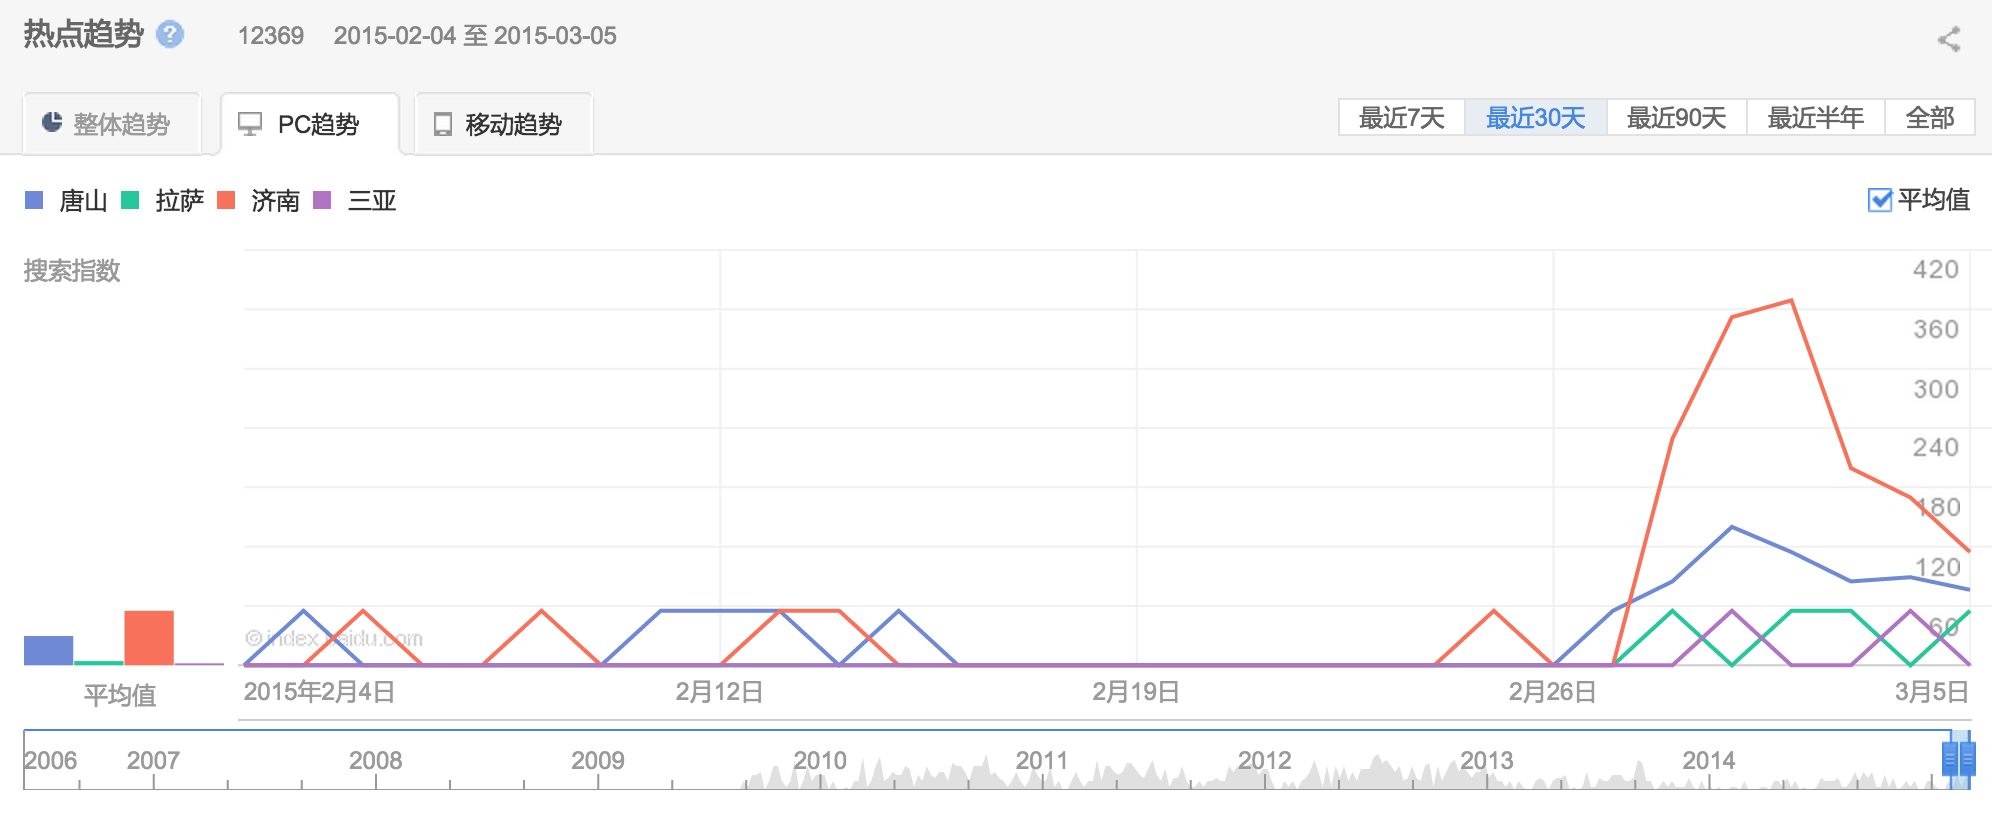 热点趋势 ? 12369 2015-02-04 至 2015-03-05
整体趋势 PC趋势 移动趋势 最近7天 最近30天 最近90天 最近半年 全部
唐山 拉萨 济南 三亚 平均值
搜索指数
420
360
300
240
180
120
60
©index.baidu.com
平均值 2015年2月4日 2月12日 2月19日 2月26日 3月5日
2006 2007 2008 2009 2010 2011 2012 2013 2014